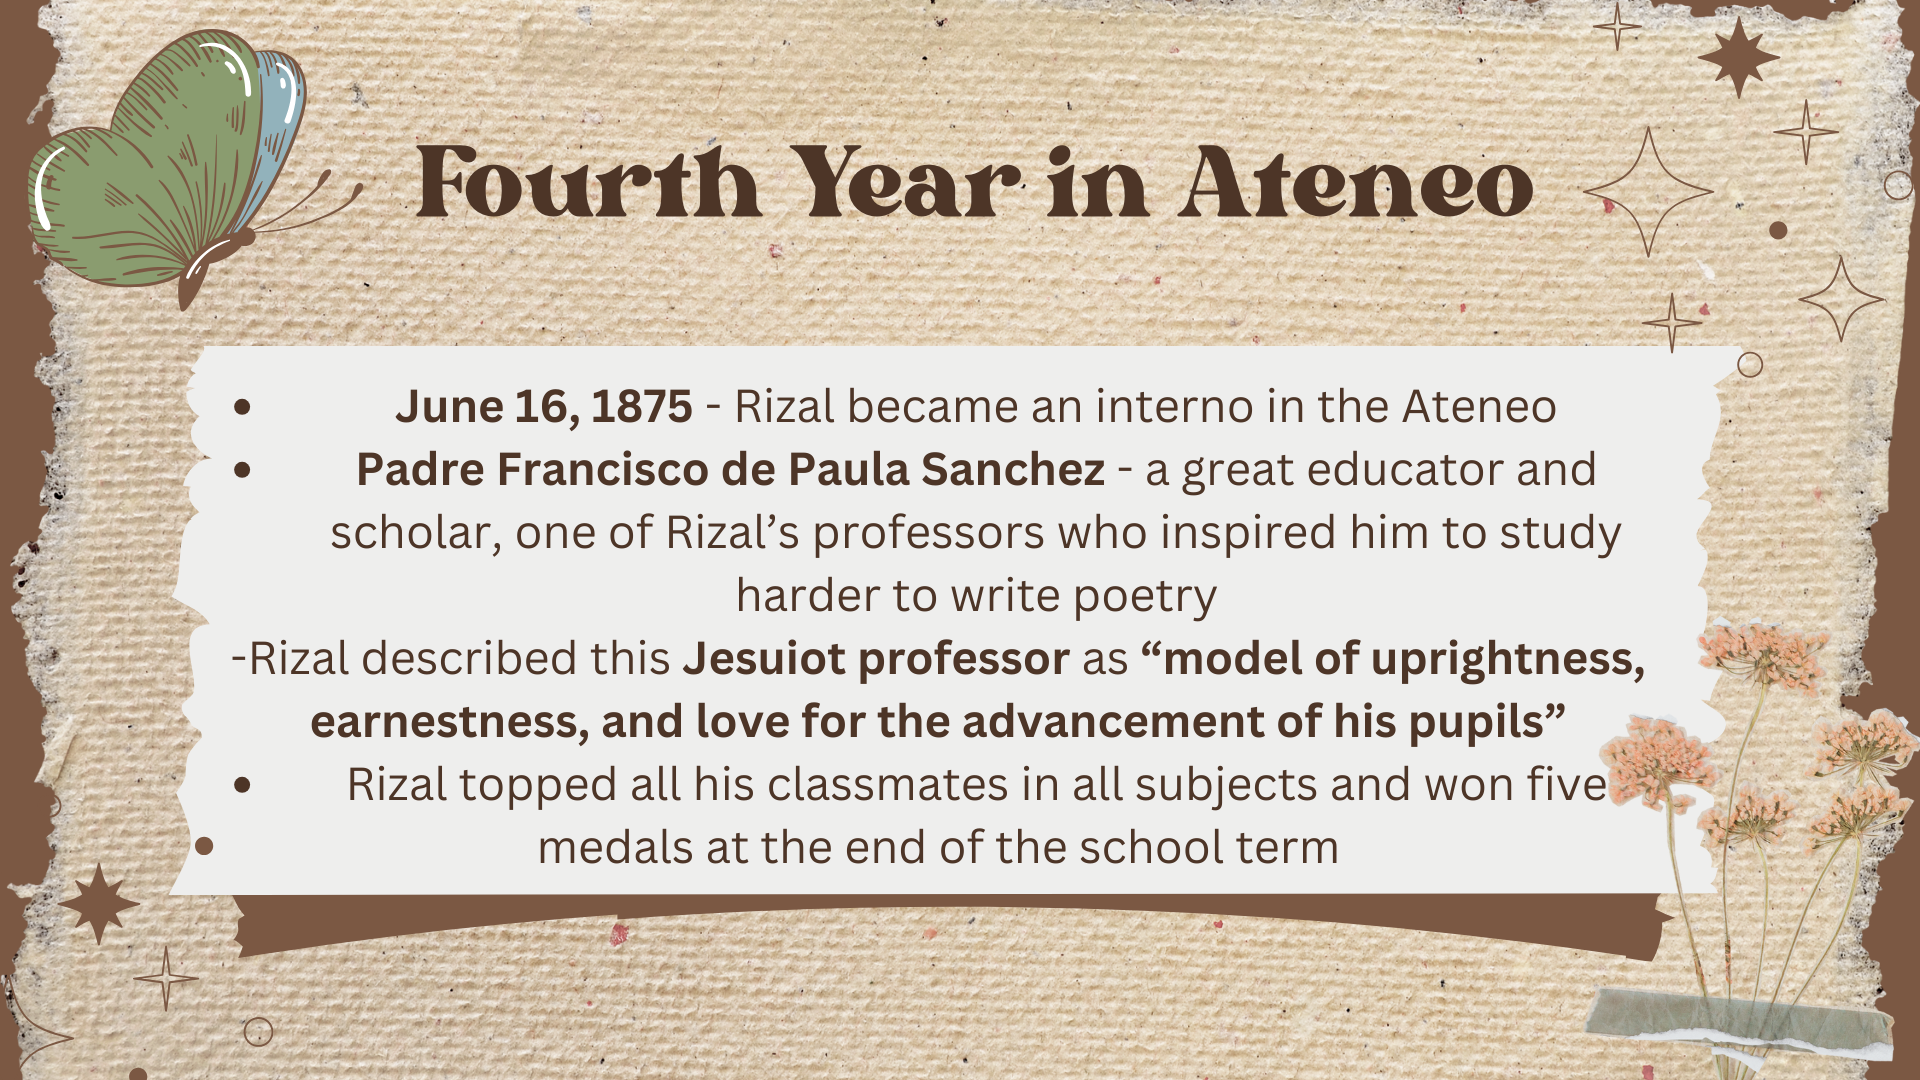 Fourth Year in Ateneo
• June 16, 1875 - Rizal became an interno in the Ateneo
• Padre Francisco de Paula Sanchez - a great educator and
scholar, one of Rizal’s professors who inspired him to study
harder to write poetry
-Rizal described this Jesuiot professor as “model of uprightness,
earnestness, and love for the advancement of his pupils”
• Rizal topped all his classmates in all subjects and won five
medals at the end of the school term